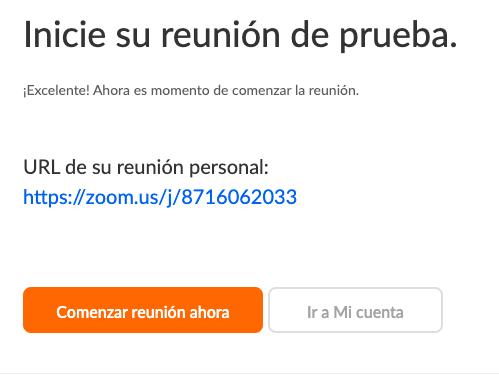 Inicie su reunión de prueba.
¡Excelente! Ahora es momento de comenzar la reunión.
URL de su reunión personal:
https://zoom.us/j/8716062033
Comenzar reunión ahora
Ir a Mi cuenta